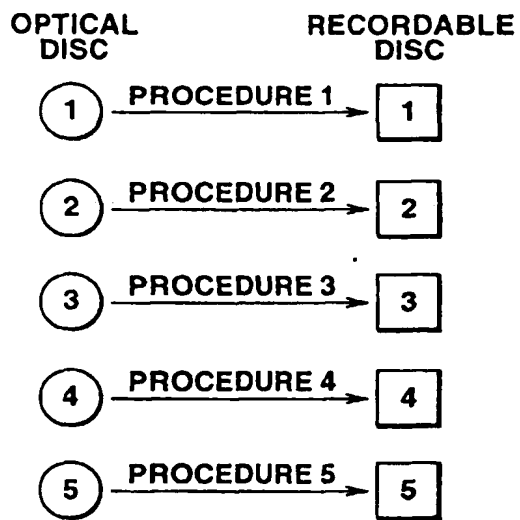 OPTICAL DISC RECORDABLE DISC
1 PROCEDURE 1 1
2 PROCEDURE 2 2
3 PROCEDURE 3 3
4 PROCEDURE 4 4
5 PROCEDURE 5 5